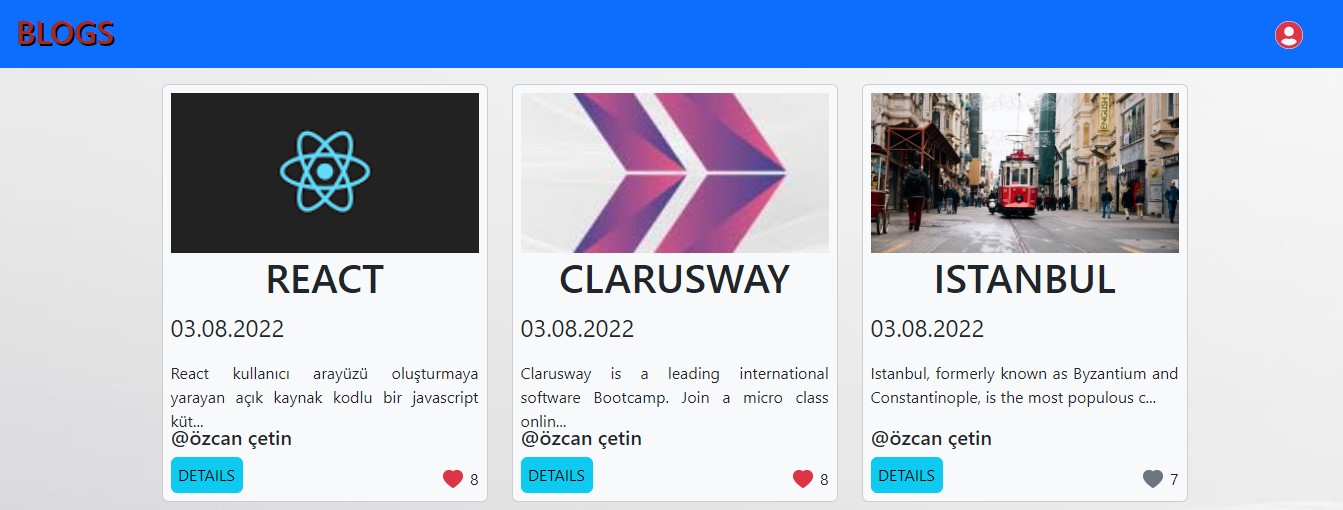 BLOGS
REACT
03.08.2022
React kullanıcı arayüzü oluşturmaya
yarayan açık kaynak kodlu bir javascript
küt...
@özcan çetin
DETAILS
8
CLARUSWAY
03.08.2022
Clarusway is a leading international
software Bootcamp. Join a micro class
onlin...
@özcan çetin
DETAILS
8
ISTANBUL
03.08.2022
Istanbul, formerly known as Byzantium and
Constantinople, is the most populous c...
@özcan çetin
DETAILS
7